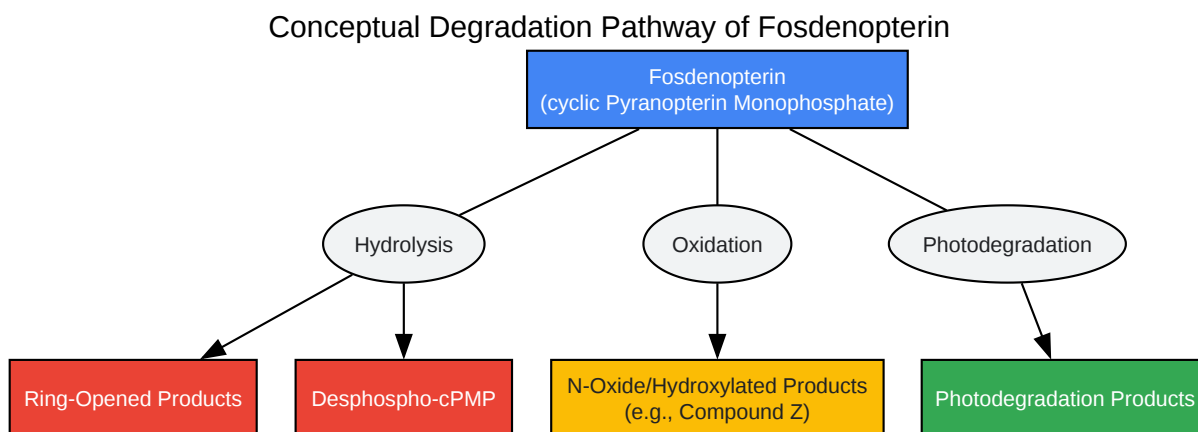 Conceptual Degradation Pathway of Fosdenopterin
Fosdenopterin
(cyclic Pyranopterin Monophosphate)
Hydrolysis
Oxidation
Photodegradation
Ring-Opened Products
Desphospho-cPMP
N-Oxide/Hydroxylated Products
(e.g., Compound Z)
Photodegradation Products